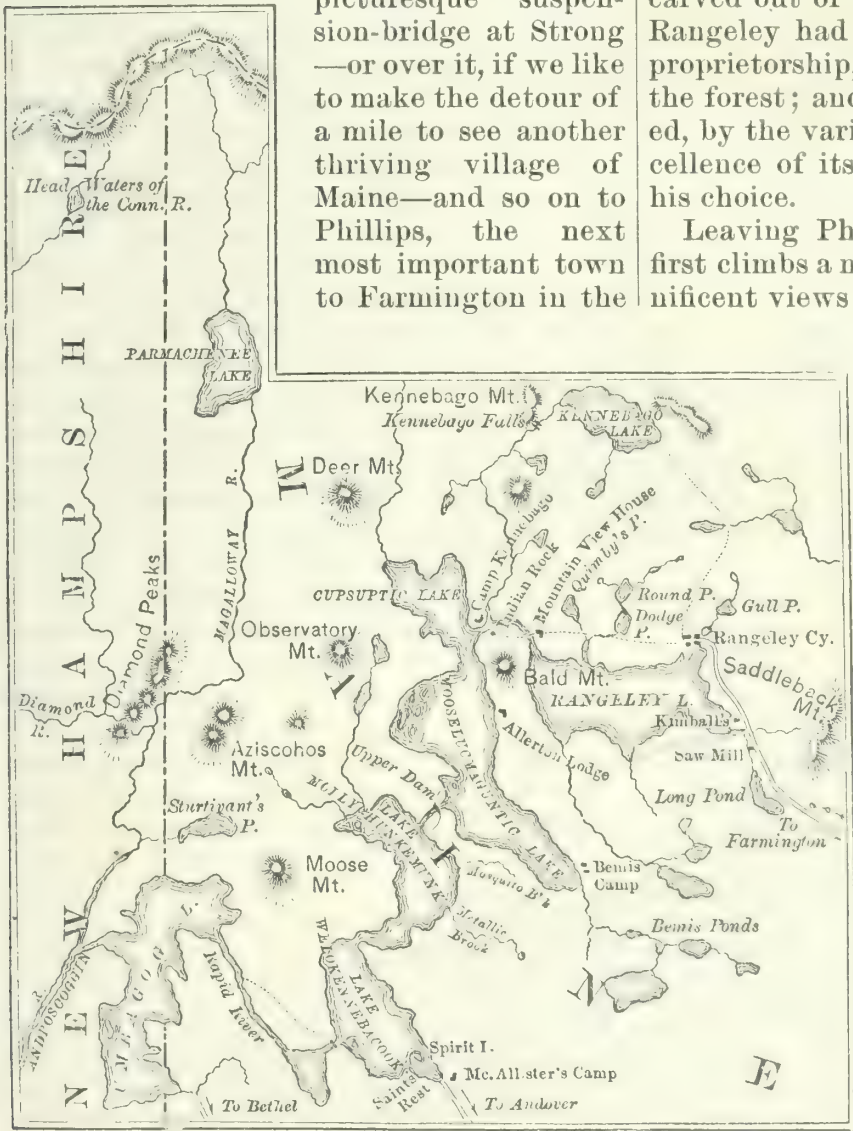 picturesque suspen-
sion-bridge at Strong
—or over it, if we like
to make the detour of
a mile to see another
thriving village of
Maine—and so on to
Phillips, the next
most important town
to Farmington in the
carved out of
Rangeley had
proprietorship,
the forest; and
ed, by the vari
cellence of its
his choice.
Leaving Ph
first climbs a m
nificent views
NEW HAMPSHIRE
MAINE
Head Waters of
the Conn. R.
PARMACHENEE
LAKE
MAGALLOWAY R.
Diamond Peaks
Diamond
R.
Kennebago Mt.
Kennebago Falls
KENNEBAGO
LAKE
Deer Mt.
CUPSUPTIC LAKE
Camp Kennebago
Indian Rock
Mountain View House
Quimby's P.
Round P.
Dodge
P.
Gull P.
Rangeley Cy.
Saddleback
Mt.
Observatory
Mt.
Bald Mt.
RANGELEY L.
Kimball's
Saw Mill
Long Pond
To
Farmington
MOOSELUCMAGUNTIC LAKE
Allerton Lodge
Aziscohos
Mt.
Upper Dam
MOLLYCHUNKEMUNK
LAKE
Sturtivant's
P.
Moose
Mt.
Mosquito B'k
Bemis
Camp
Metallic
Brook
Bemis Ponds
UMBAGOG L.
ANDROSCOGGIN R.
Rapid River
WELOKENNEBACOOK
LAKE
Spirit I.
Mc. Allister's Camp
Saints
Rest
To Bethel
To Andover